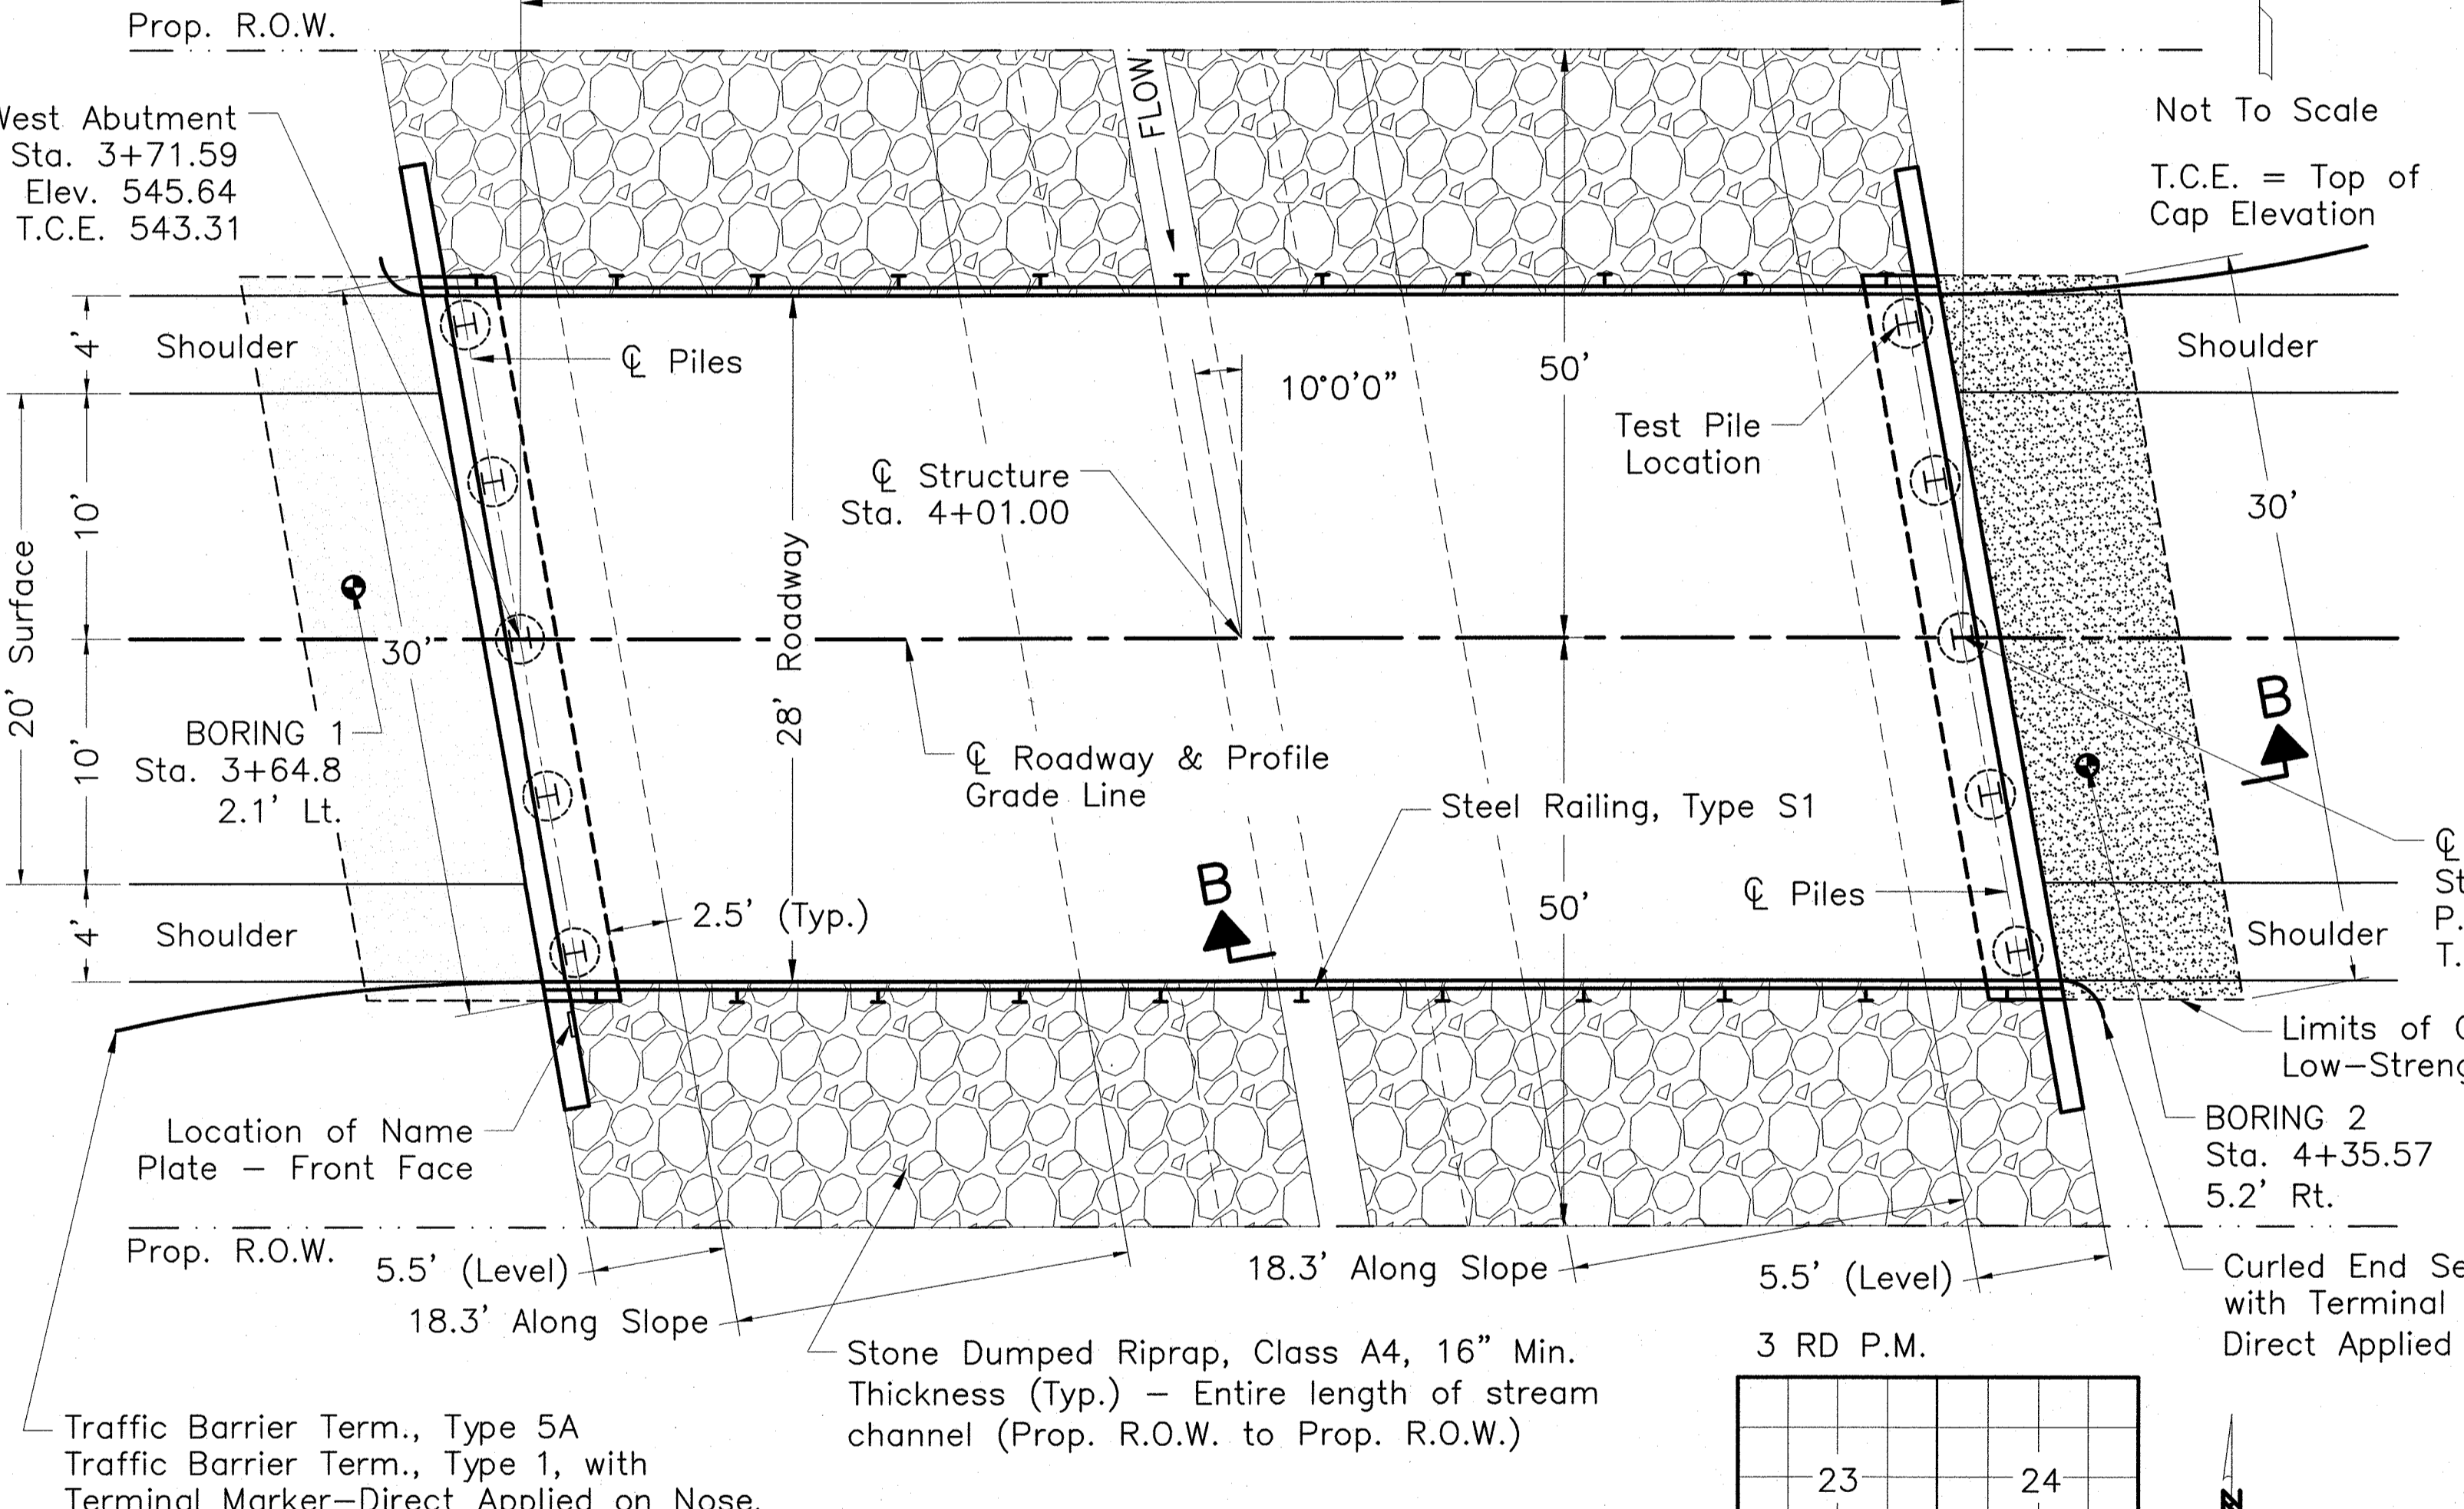 Prop. R.O.W.
West Abutment
Sta. 3+71.59
Elev. 545.64
T.C.E. 543.31
FLOW
Not To Scale
T.C.E. = Top of
Cap Elevation
4'
Shoulder
℄ Piles
10°0'0"
50'
Shoulder
Test Pile
Location
℄ Structure
Sta. 4+01.00
10'
30'
20' Surface
28' Roadway
30'
BORING 1
Sta. 3+64.8
2.1' Lt.
10'
℄ Roadway & Profile
Grade Line
Steel Railing, Type S1
B
B
℄ Piles
50'
2.5' (Typ.)
4'
Shoulder
℄
P.
T.
Shoulder
Limits of
Low-Streng
BORING 2
Sta. 4+35.57
5.2' Rt.
Location of Name
Plate - Front Face
Prop. R.O.W.
5.5' (Level)
18.3' Along Slope
18.3' Along Slope
5.5' (Level)
Curled End Se
with Terminal
Direct Applied
Stone Dumped Riprap, Class A4, 16" Min.
Thickness (Typ.) - Entire length of stream
channel (Prop. R.O.W. to Prop. R.O.W.)
3 RD P.M.
23
24
N
Traffic Barrier Term., Type 5A
Traffic Barrier Term., Type 1, with
Terminal Marker-Direct Applied on Nose.